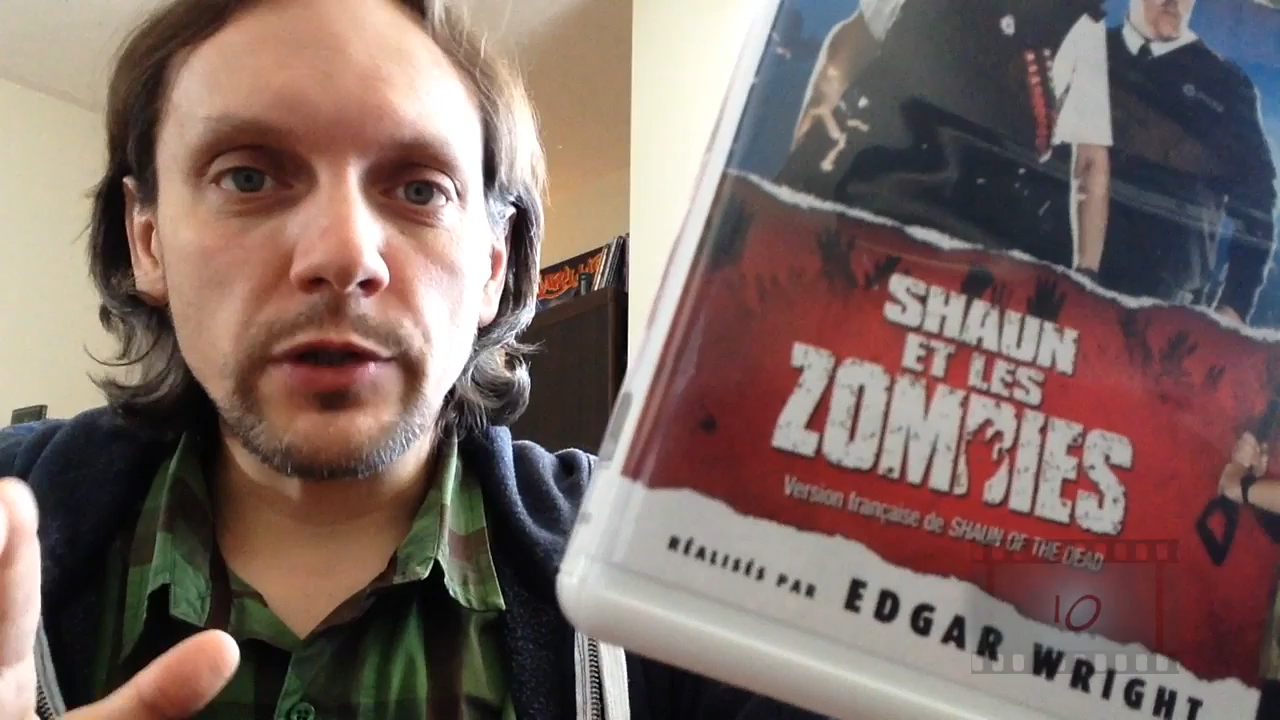 SHAUN
ET LES
ZOMBIES
Version française de SHAUN OF THE DEAD
RÉALISÉS PAR EDGAR WRIGHT
10